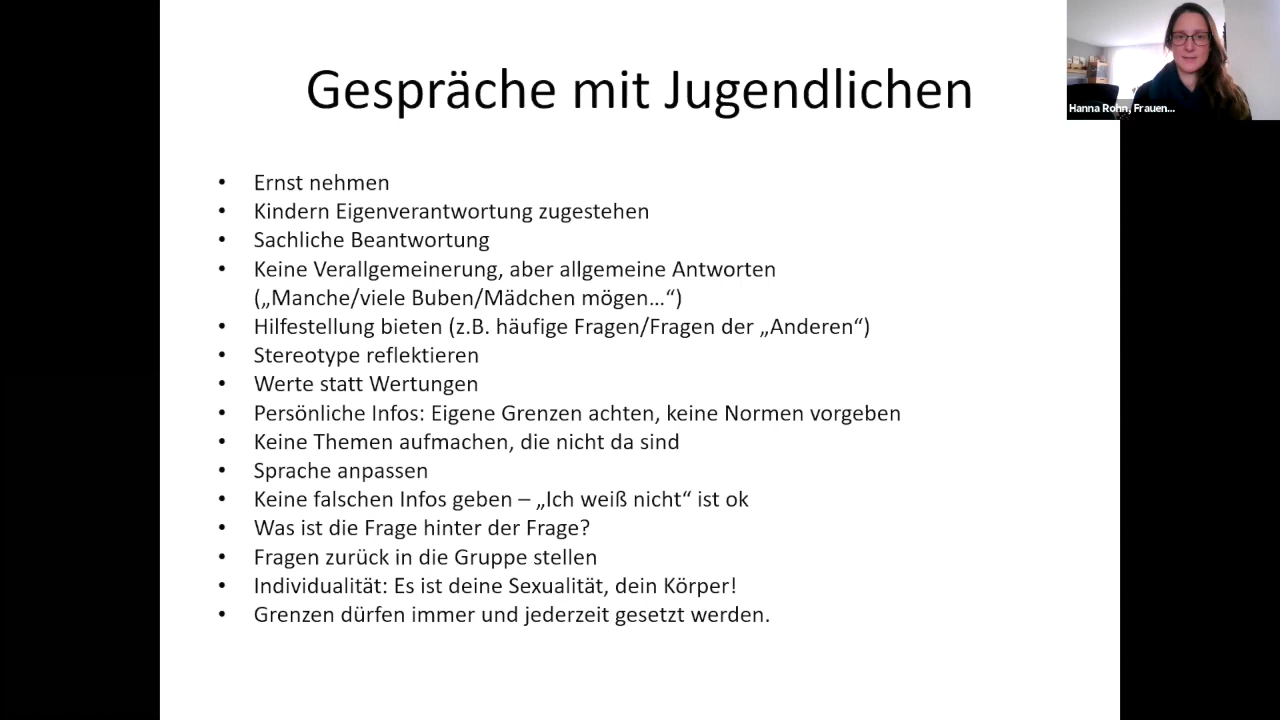 Gespräche mit Jugendlichen
Hanna Rohn, Frauen...
• Ernst nehmen
• Kindern Eigenverantwortung zugestehen
• Sachliche Beantwortung
• Keine Verallgemeinerung, aber allgemeine Antworten
(„Manche/viele Buben/Mädchen mögen…“)
• Hilfestellung bieten (z.B. häufige Fragen/Fragen der „Anderen“)
• Stereotype reflektieren
• Werte statt Wertungen
• Persönliche Infos: Eigene Grenzen achten, keine Normen vorgeben
• Keine Themen aufmachen, die nicht da sind
• Sprache anpassen
• Keine falschen Infos geben – „Ich weiß nicht“ ist ok
• Was ist die Frage hinter der Frage?
• Fragen zurück in die Gruppe stellen
• Individualität: Es ist deine Sexualität, dein Körper!
• Grenzen dürfen immer und jederzeit gesetzt werden.